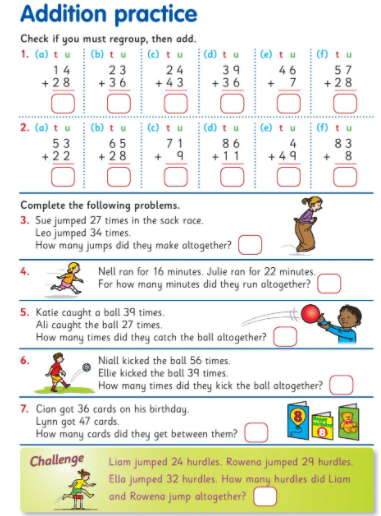 Addition practice
Check if you must regroup, then add.
1. (a) t u (b) t u (c) t u (d) t u (e) t u (f) t u
1 4 2 3 2 4 3 9 4 6 5 7
+ 2 8 + 3 6 + 4 3 + 3 6 + 7 + 2 8
2. (a) t u (b) t u (c) t u (d) t u (e) t u (f) t u
5 3 6 5 7 1 8 6 4 8 3
+ 2 2 + 2 8 + 9 + 1 1 + 4 9 + 8
Complete the following problems.
3. Sue jumped 27 times in the sack race.
Leo jumped 34 times.
How many jumps did they make altogether?
4. Nell ran for 16 minutes. Julie ran for 22 minutes.
For how many minutes did they run altogether?
5. Katie caught a ball 39 times.
Ali caught the ball 27 times.
How many times did they catch the ball altogether?
6. Niall kicked the ball 56 times.
Ellie kicked the ball 39 times.
How many times did they kick the ball altogether?
7. Cian got 36 cards on his birthday.
Lynn got 47 cards.
How many cards did they get between them?
8
8
Challenge
Liam jumped 24 hurdles. Rowena jumped 29 hurdles.
Ella jumped 32 hurdles. How many hurdles did Liam
and Rowena jump altogether?